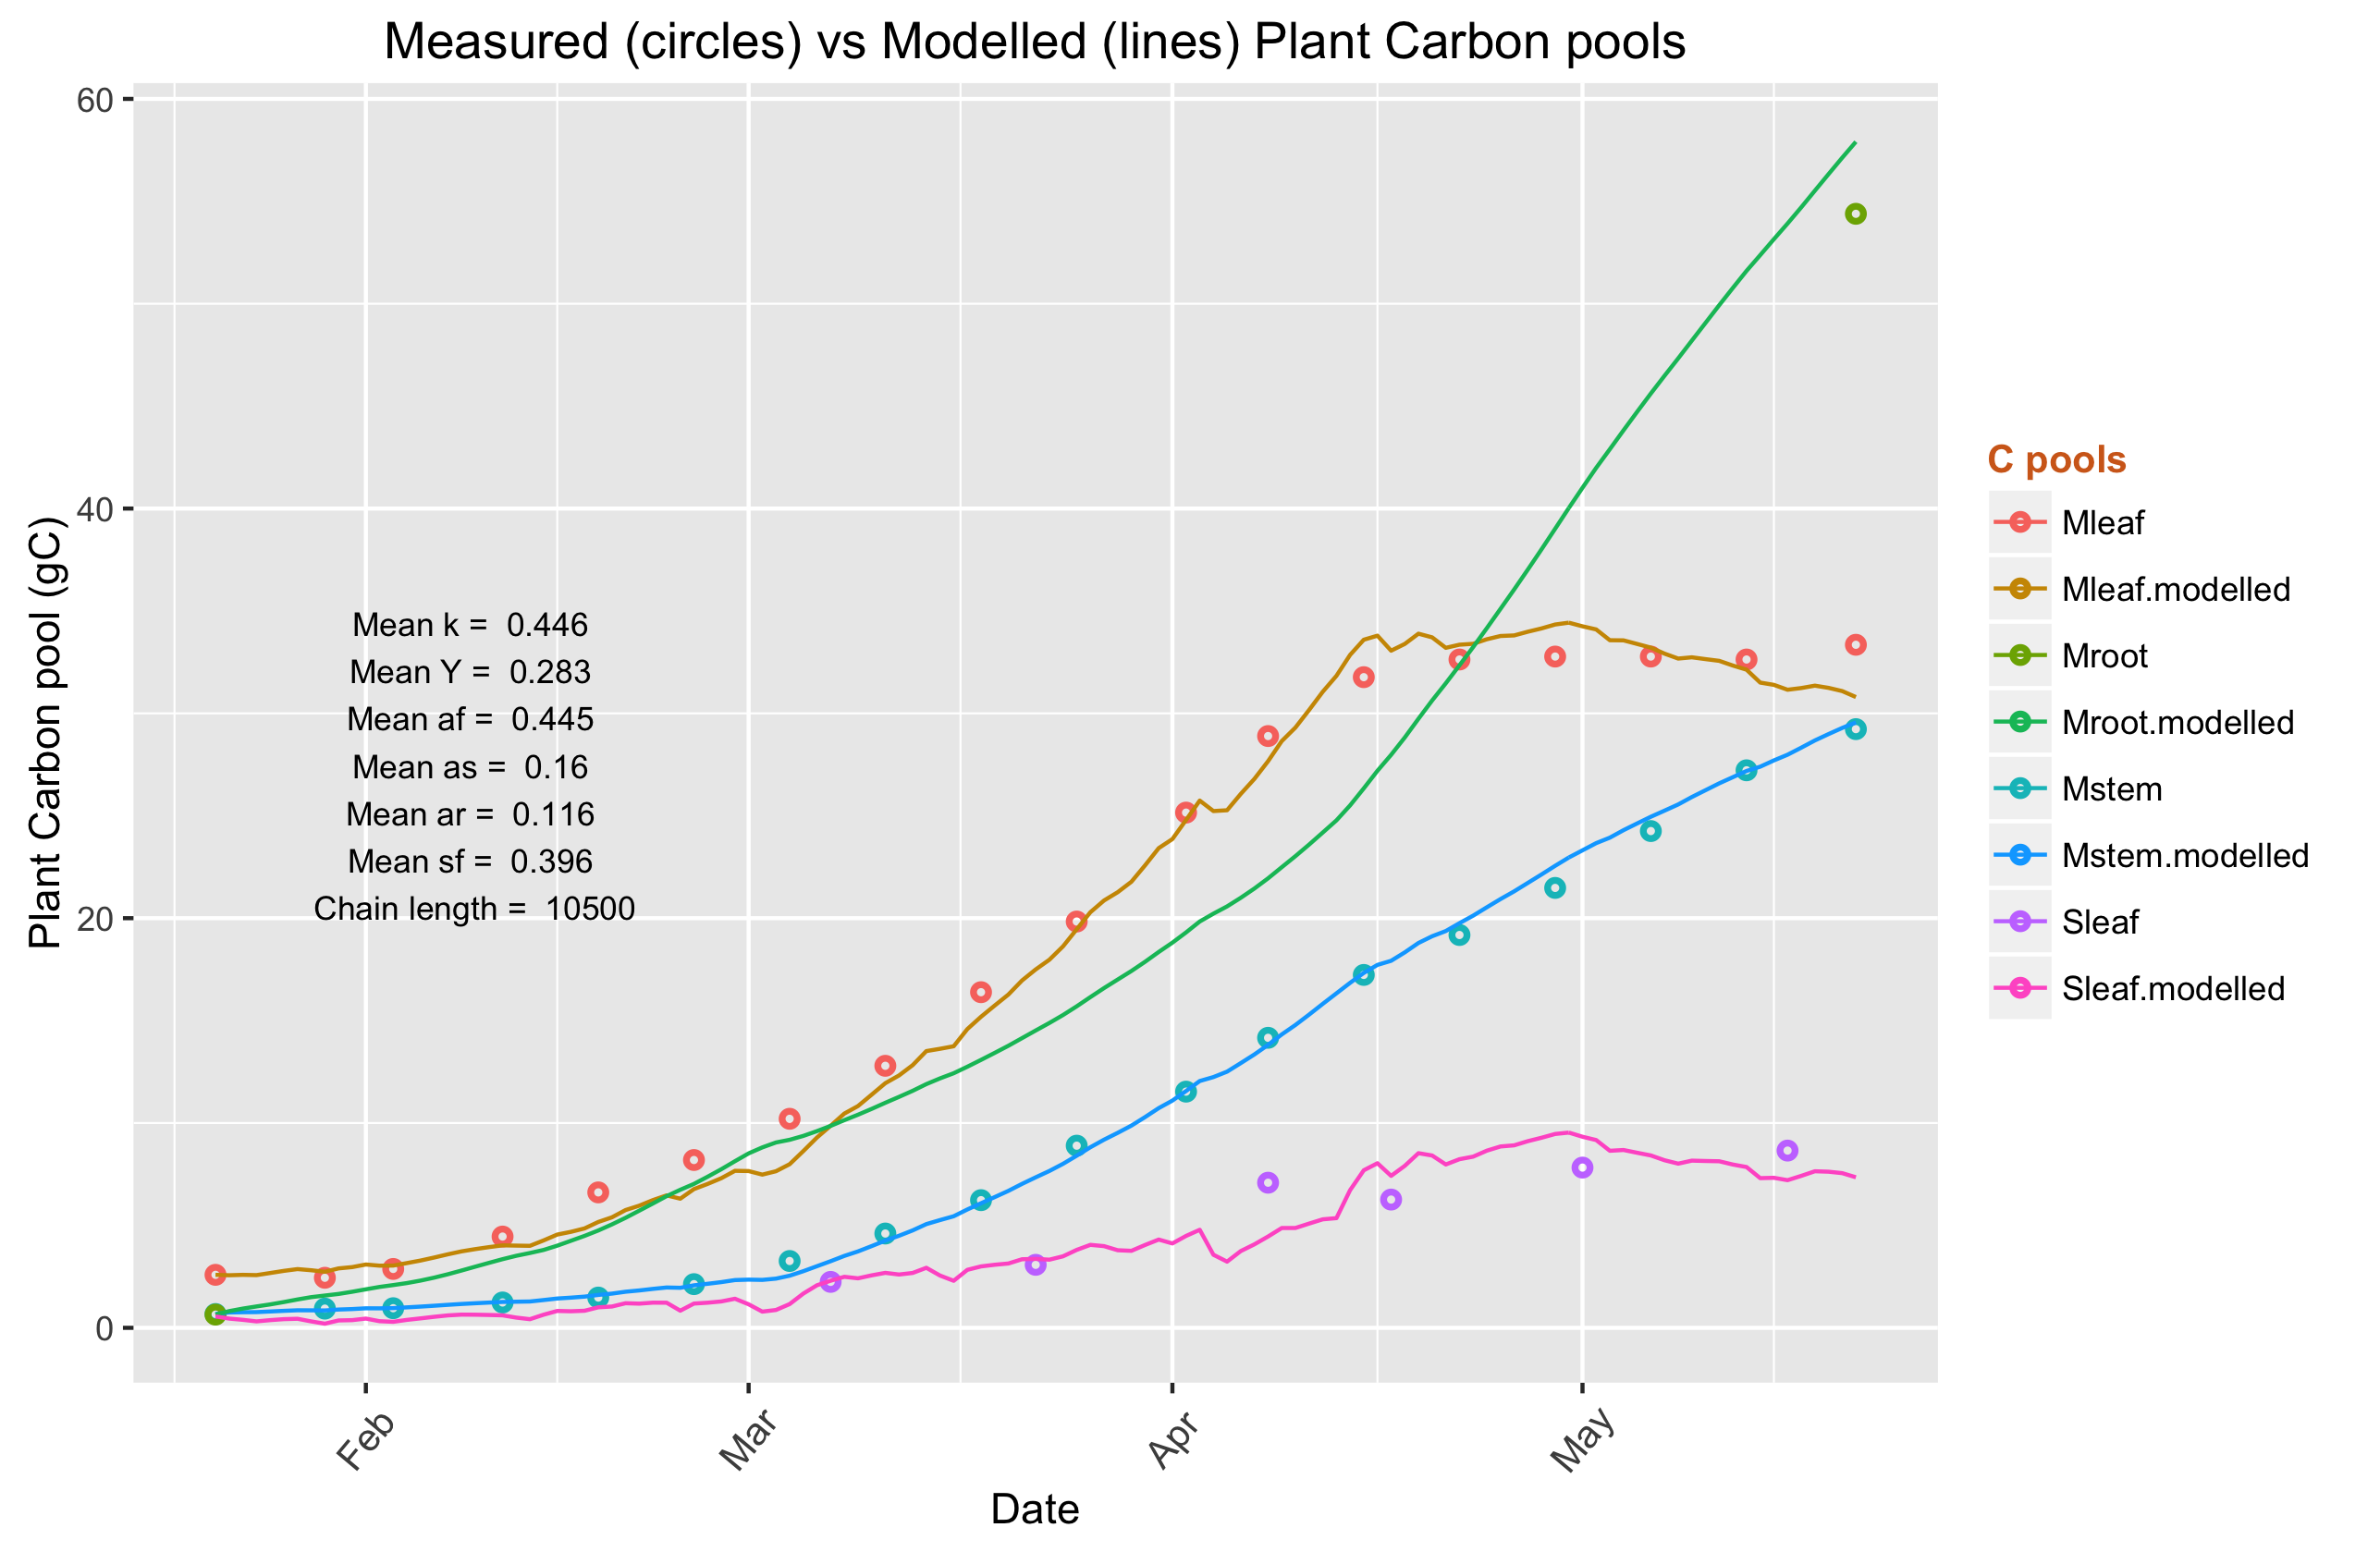 Measured (circles) vs Modelled (lines) Plant Carbon pools
60
40
20
0
Plant Carbon pool (gC)
Mean k = 0.446
Mean Y = 0.283
Mean af = 0.445
Mean as = 0.16
Mean ar = 0.116
Mean sf = 0.396
Chain length = 10500
Feb
Mar
Apr
May
Date
C pools
Mleaf
Mleaf.modelled
Mroot
Mroot.modelled
Mstem
Mstem.modelled
Sleaf
Sleaf.modelled